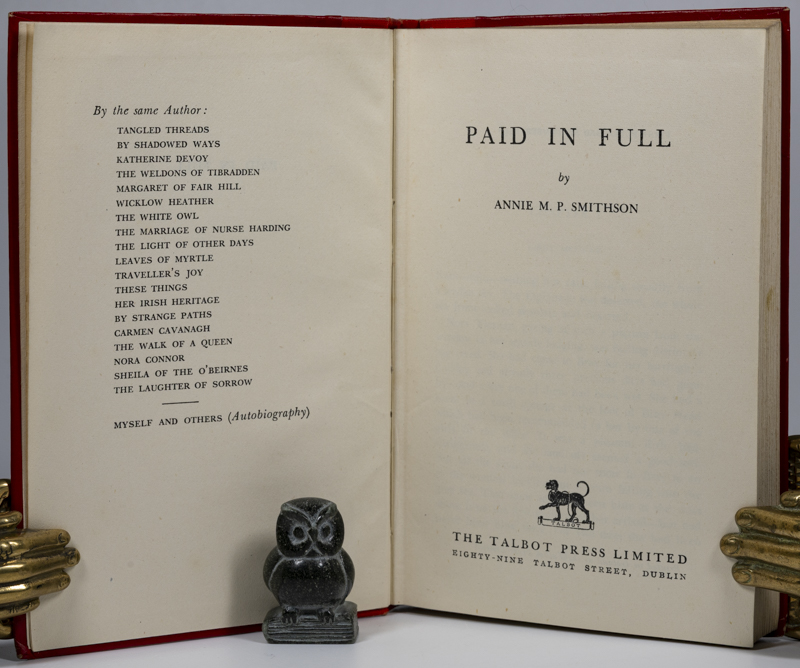 By the same Author:
TANGLED THREADS
BY SHADOWED WAYS
KATHERINE DEVOY
THE WELDONS OF TIBRADDEN
MARGARET OF FAIR HILL
WICKLOW HEATHER
THE WHITE OWL
THE MARRIAGE OF NURSE HARDING
THE LIGHT OF OTHER DAYS
LEAVES OF MYRTLE
TRAVELLER'S JOY
THESE THINGS
HER IRISH HERITAGE
BY STRANGE PATHS
CARMEN CAVANAGH
THE WALK OF A QUEEN
NORA CONNOR
SHEILA OF THE O'BEIRNES
THE LAUGHTER OF SORROW
MYSELF AND OTHERS (Autobiography)
PAID IN FULL
by
ANNIE M. P. SMITHSON
TALBOT
THE TALBOT PRESS LIMITED
EIGHTY-NINE TALBOT STREET, DUBLIN